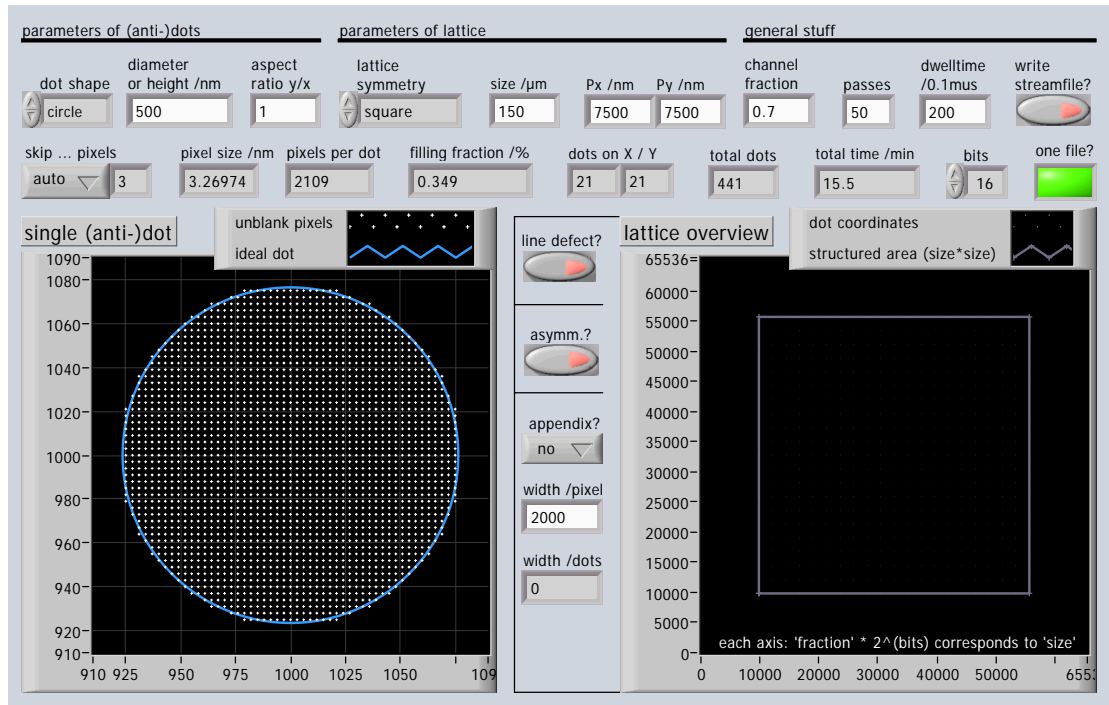 parameters of (anti-)dots parameters of lattice general stuff
dot shape diameter or height /nm aspect ratio y/x lattice symmetry size /µm Px /nm Py /nm channel fraction passes dwelltime /0.1mus write streamfile?
circle 500 1 square 150 7500 7500 0.7 50 200
skip ... pixels pixel size /nm pixels per dot filling fraction /% dots on X / Y total dots total time /min bits one file?
auto 3 3.26974 2109 0.349 21 21 441 15.5 16
single (anti-)dot
unblank pixels
ideal dot
1090
1080
1060
1040
1020
1000
980
960
940
920
910
910 925 950 975 1000 1025 1050 109
line defect?
asymm.?
appendix?
no
width /pixel
2000
width /dots
0
lattice overview
dot coordinates
structured area (size*size)
65536=
60000
55000
50000
45000
40000
35000
30000
25000
20000
15000
10000
5000
0
each axis: 'fraction' * 2^(bits) corresponds to 'size'
0 10000 20000 30000 40000 50000 655